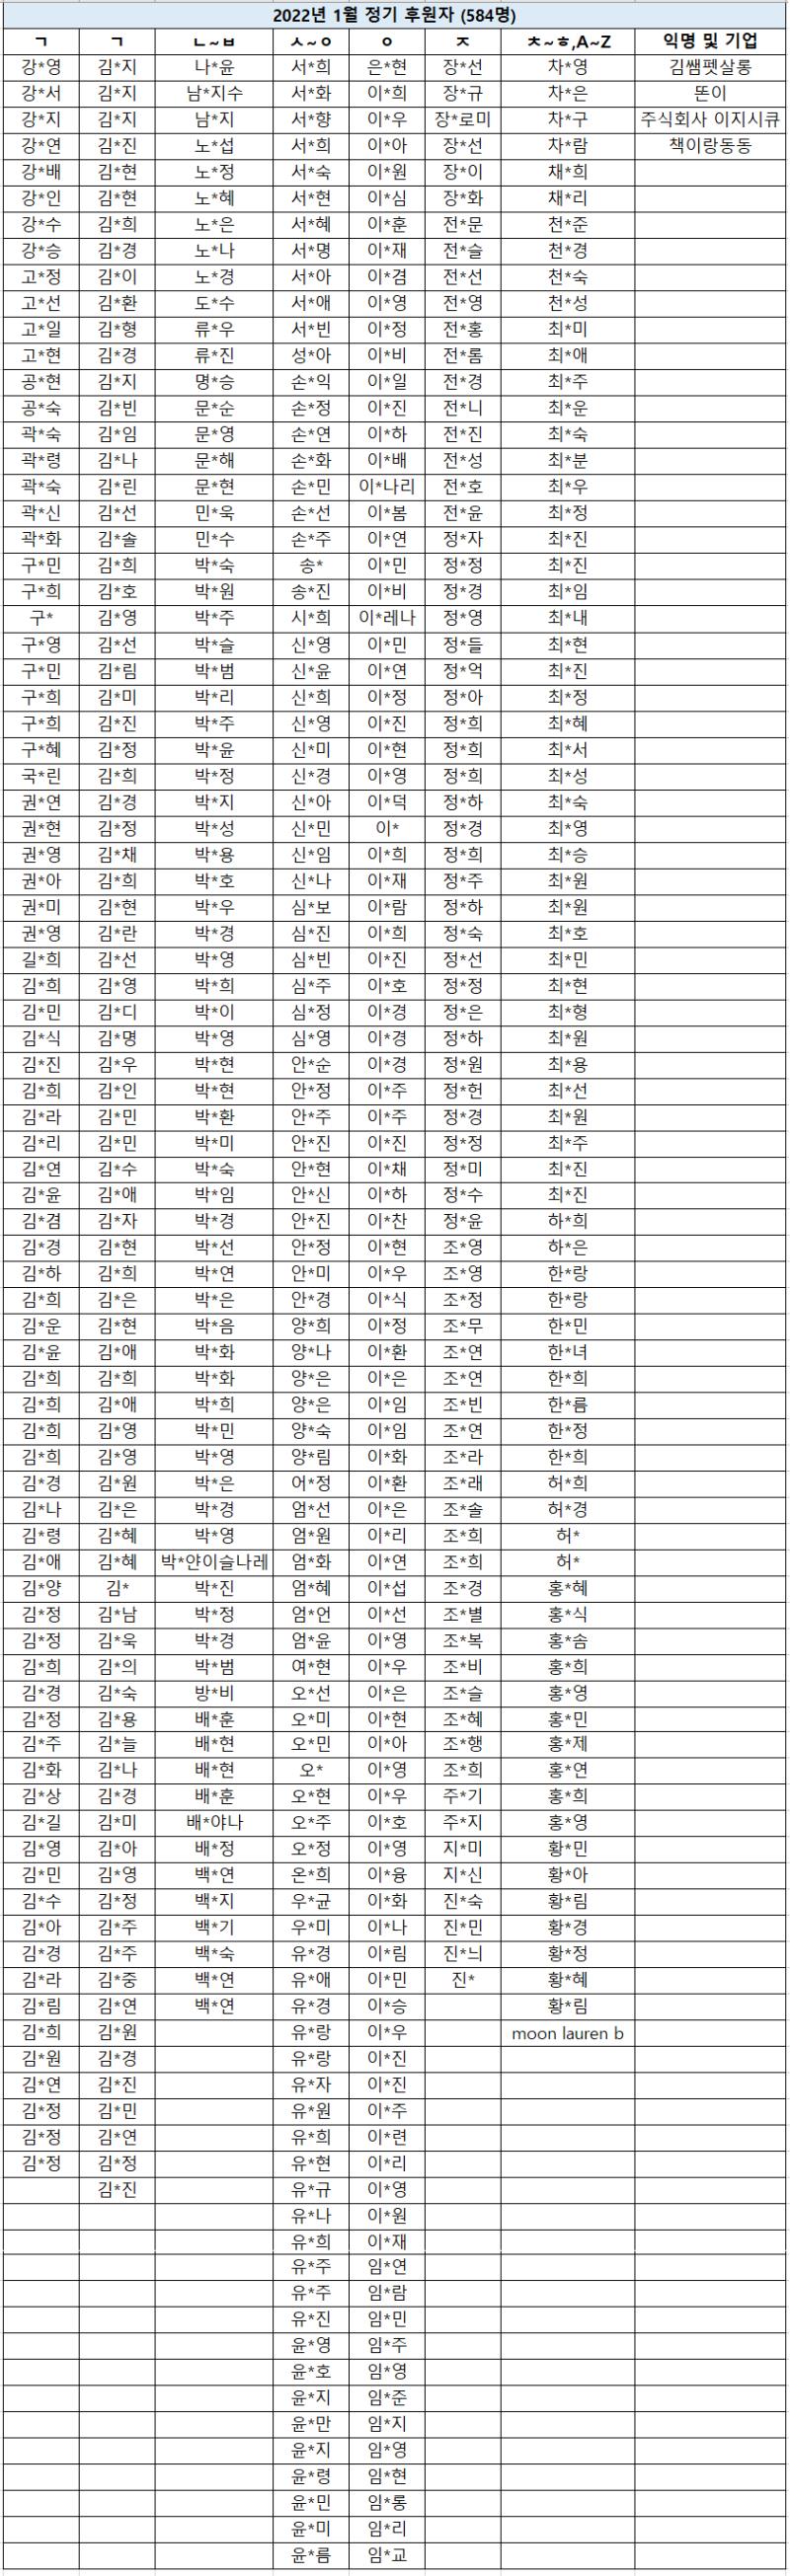 2022년 1월 정기 후원자 (584명)
ㄱ ㄱ ㄴ~ㅂ ㅅ~ㅇ ㅇ ㅈ ㅊ~ㅎ,A~Z 익명 및 기업
강*영 김*지 나*윤 서*희 은*현 장*선 차*영 김쌤펫살롱
강*서 김*지 남*지수 서*화 이*희 장*규 차*은 똔이
강*지 김*지 남*지 서*향 이*우 장*로미 차*구 주식회사 이지시큐
강*연 김*진 노*섭 서*희 이*아 장*선 차*람 책이랑동동
강*배 김*현 노*정 서*숙 이*원 장*이 채*희
강*인 김*현 노*혜 서*현 이*심 장*화 채*리
강*수 김*희 노*은 서*혜 이*훈 전*문 천*준
강*승 김*경 노*나 서*명 이*재 전*슬 천*경
고*정 김*이 노*경 서*아 이*겸 전*선 천*숙
고*선 김*환 도*수 서*애 이*영 전*영 천*성
고*일 김*형 류*우 서*빈 이*정 전*홍 최*미
고*현 김*경 류*진 성*아 이*비 전*롬 최*애
공*현 김*지 명*승 손*익 이*일 전*경 최*주
공*숙 김*빈 문*순 손*정 이*진 전*니 최*운
곽*숙 김*임 문*영 손*연 이*하 전*진 최*숙
곽*령 김*나 문*해 손*화 이*배 전*성 최*분
곽*숙 김*린 문*현 손*민 이*나리 전*호 최*우
곽*신 김*선 민*욱 손*선 이*봄 전*윤 최*정
곽*화 김*솔 민*수 손*주 이*연 정*자 최*진
구*민 김*희 박*숙 송* 이*민 정*정 최*진
구*희 김*호 박*원 송*진 이*비 정*경 최*임
구* 김*영 박*주 시*희 이*레나 정*영 최*내
구*영 김*선 박*슬 신*영 이*민 정*들 최*현
구*민 김*림 박*범 신*윤 이*연 정*억 최*진
구*희 김*미 박*리 신*희 이*정 정*아 최*정
구*희 김*진 박*주 신*영 이*진 정*희 최*혜
구*혜 김*정 박*윤 신*미 이*현 정*희 최*서
국*린 김*희 박*정 신*경 이*영 정*희 최*성
권*연 김*경 박*지 신*아 이*덕 정*하 최*숙
권*현 김*정 박*성 신*민 이* 정*경 최*영
권*영 김*채 박*용 신*임 이*희 정*희 최*승
권*아 김*희 박*호 신*나 이*재 정*주 최*원
권*미 김*현 박*우 심*보 이*람 정*하 최*원
권*영 김*란 박*경 심*진 이*희 정*숙 최*호
길*희 김*선 박*영 심*빈 이*진 정*선 최*민
김*희 김*영 박*희 심*주 이*호 정*정 최*현
김*민 김*디 박*이 심*정 이*경 정*은 최*형
김*식 김*명 박*영 심*영 이*경 정*하 최*원
김*진 김*우 박*현 안*순 이*경 정*원 최*용
김*희 김*인 박*현 안*정 이*주 정*헌 최*선
김*라 김*민 박*환 안*주 이*주 정*경 최*원
김*리 김*민 박*미 안*진 이*진 정*정 최*주
김*연 김*수 박*숙 안*현 이*채 정*미 최*진
김*윤 김*애 박*임 안*신 이*하 정*수 최*진
김*겸 김*자 박*경 안*진 이*찬 정*윤 하*희
김*경 김*현 박*선 안*정 이*현 조*영 하*은
김*하 김*희 박*연 안*미 이*우 조*영 한*랑
김*희 김*은 박*은 안*경 이*식 조*정 한*랑
김*운 김*현 박*음 양*희 이*정 조*무 한*민
김*윤 김*애 박*화 양*나 이*환 조*연 한*녀
김*희 김*희 박*화 양*은 이*은 조*연 한*희
김*희 김*애 박*희 양*은 이*임 조*빈 한*름
김*희 김*영 박*민 양*숙 이*임 조*연 한*정
김*희 김*영 박*영 양*림 이*화 조*라 한*희
김*경 김*원 박*은 어*정 이*환 조*래 허*희
김*나 김*은 박*경 엄*선 이*은 조*솔 허*경
김*령 김*혜 박*영 엄*원 이*리 조*희 허*
김*애 김*혜 박*얀이슬나레 엄*화 이*연 조*희 허*
김*양 김* 박*진 엄*혜 이*섭 조*경 홍*혜
김*정 김*남 박*정 엄*언 이*선 조*별 홍*식
김*정 김*욱 박*경 엄*윤 이*영 조*복 홍*솜
김*희 김*의 박*범 여*현 이*우 조*비 홍*희
김*경 김*숙 방*비 오*선 이*은 조*슬 홍*영
김*정 김*용 배*훈 오*미 이*현 조*혜 홍*민
김*주 김*늘 배*현 오*민 이*아 조*행 홍*제
김*화 김*나 배*현 오* 이*영 조*희 홍*연
김*상 김*경 배*훈 오*현 이*우 주*기 홍*희
김*길 김*미 배*야나 오*주 이*호 주*지 홍*영
김*영 김*아 배*정 오*정 이*영 지*미 황*민
김*민 김*영 백*연 온*희 이*융 지*신 황*아
김*수 김*정 백*지 우*균 이*화 진*숙 황*림
김*아 김*주 백*기 우*미 이*나 진*민 황*경
김*경 김*주 백*숙 유*경 이*림 진*늬 황*정
김*라 김*중 백*연 유*애 이*민 진* 황*혜
김*림 김*연 백*연 유*경 이*승 황*림
김*희 김*원 유*랑 이*우 moon lauren b
김*원 김*경 유*랑 이*진
김*연 김*진 유*자 이*진
김*정 김*민 유*원 이*주
김*정 김*연 유*희 이*련
김*정 김*정 유*현 이*리
김*진 유*규 이*영
유*나 이*원
유*희 이*재
유*주 임*연
유*주 임*람
유*진 임*민
윤*영 임*주
윤*호 임*영
윤*지 임*준
윤*만 임*지
윤*지 임*영
윤*령 임*현
윤*민 임*롱
윤*미 임*리
윤*름 임*교